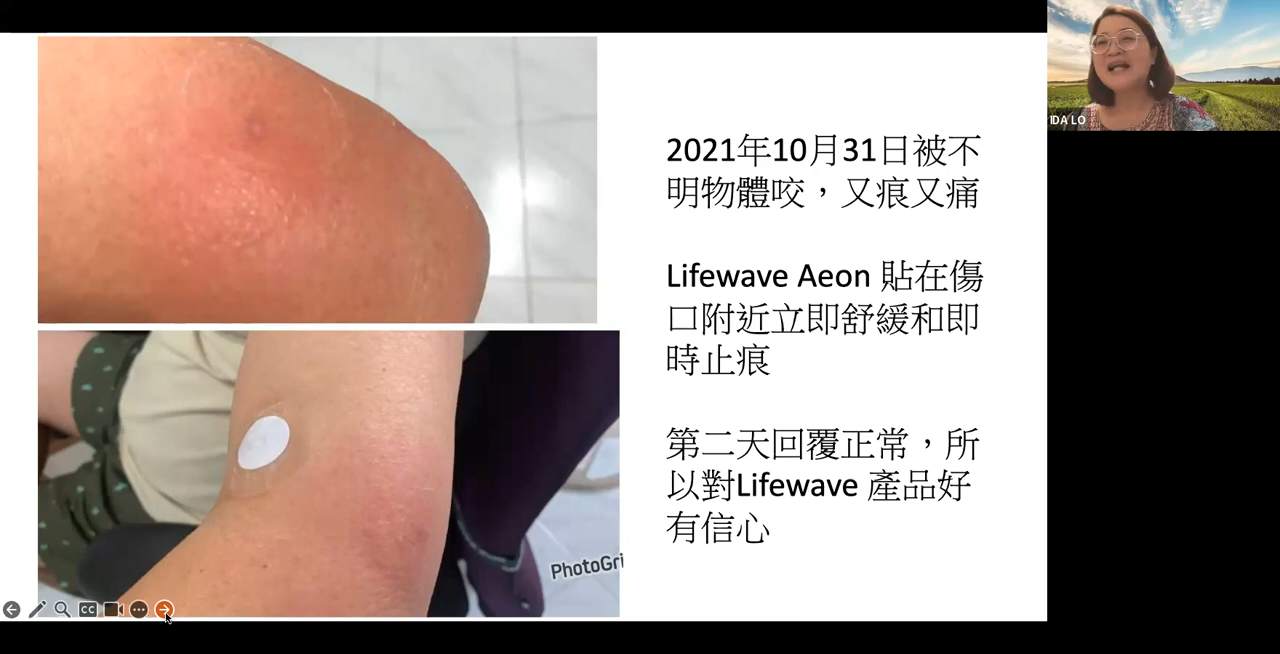 IDA LO
2021年10月31日被不
明物體咬，又痕又痛
Lifewave Aeon 貼在傷
口附近立即舒緩和即
時止痕
第二天回覆正常，所
以對Lifewave 產品好
有信心
PhotoGri
CC